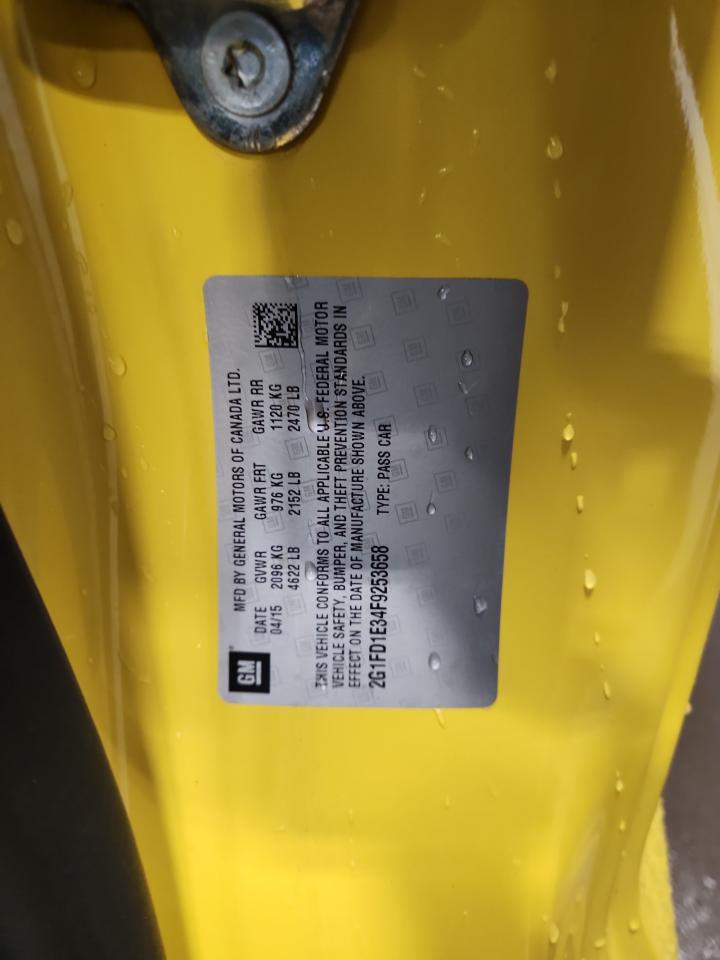 MFD BY GENERAL MOTORS OF CANADA LTD.
DATE GVWR GAWR FRT GAWR RR
04/15 2096 KG 976 KG 1120 KG
4622 LB 2152 LB 2470 LB
GM
THIS VEHICLE CONFORMS TO ALL APPLICABLE U.S. FEDERAL MOTOR
VEHICLE SAFETY, BUMPER, AND THEFT PREVENTION STANDARDS IN
EFFECT ON THE DATE OF MANUFACTURE SHOWN ABOVE.
2G1FD1E34F9253658 TYPE: PASS CAR